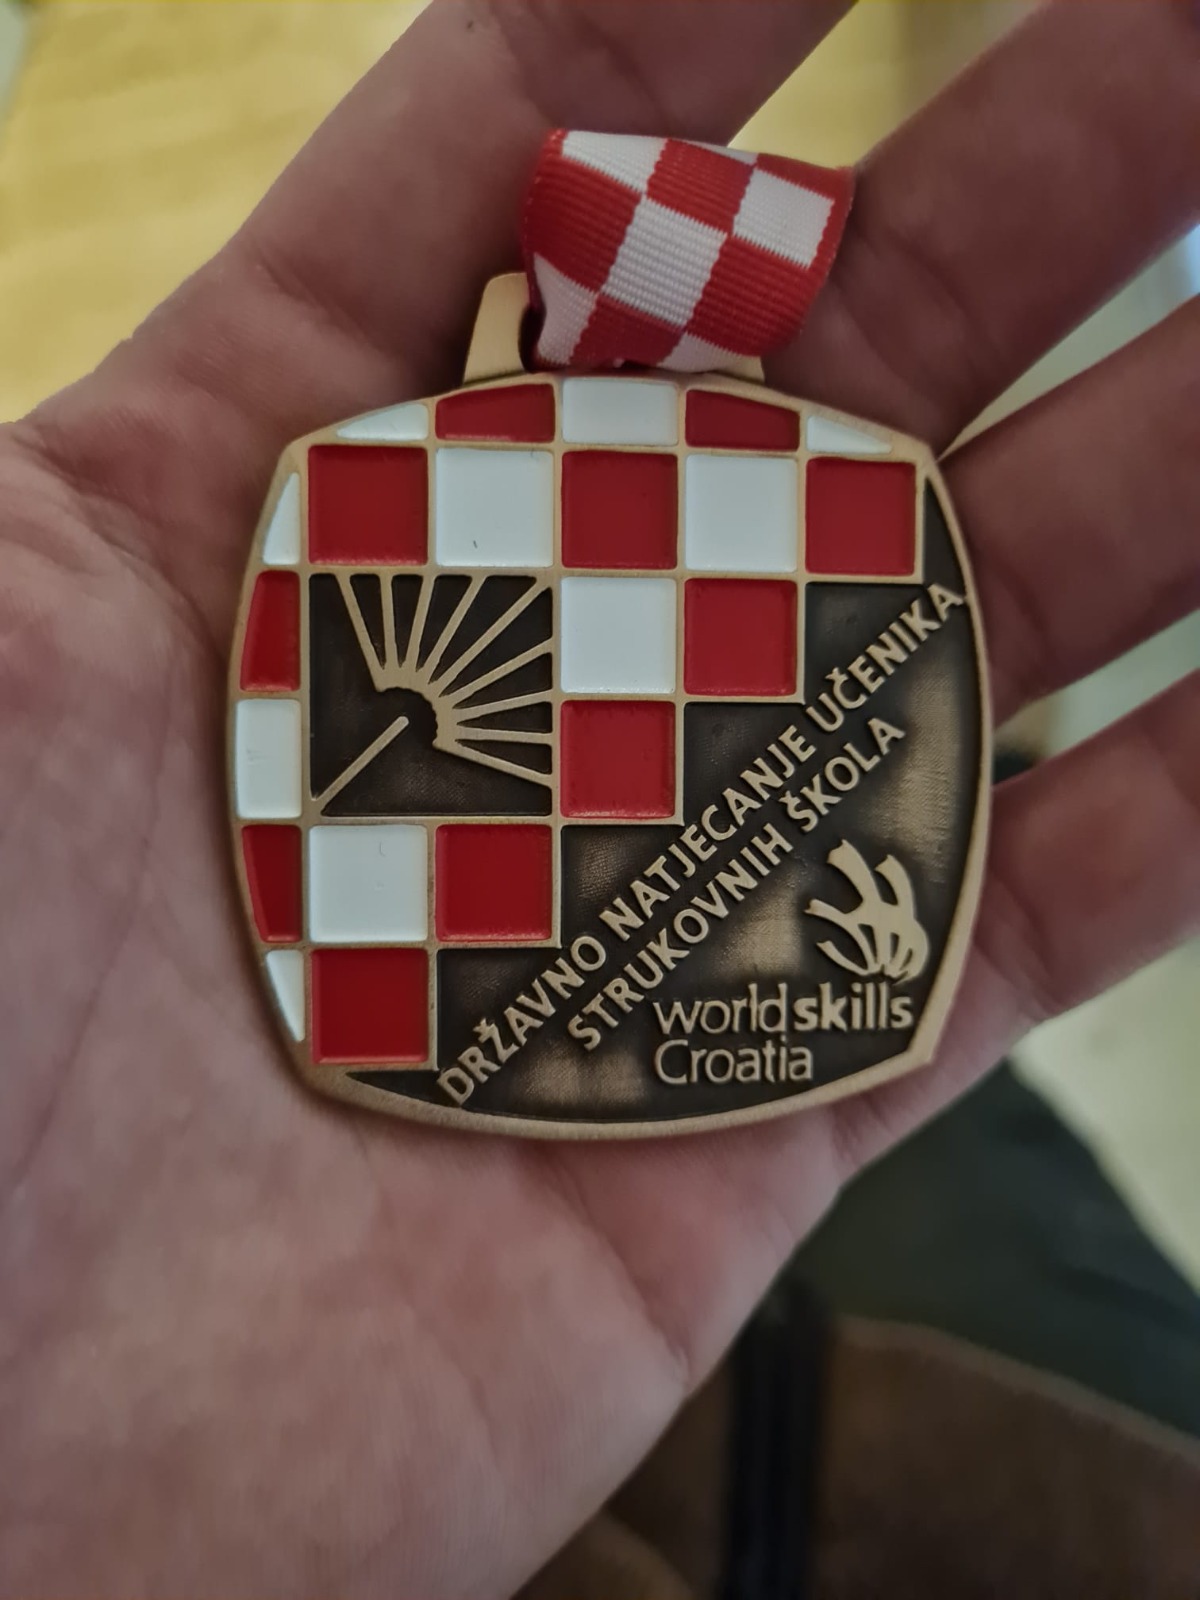 DRŽAVNO NATJECANJE UČENIKA
STRUKOVNIH ŠKOLA
worldskills
Croatia